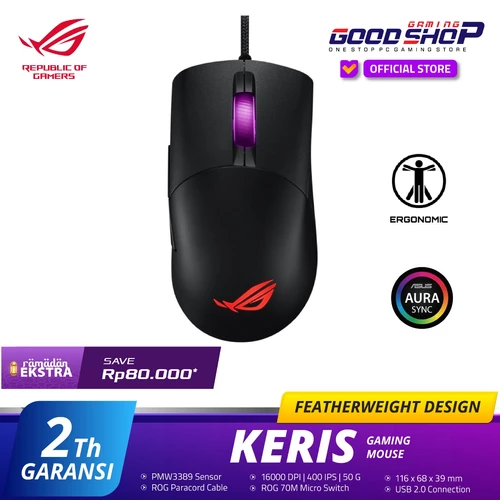 REPUBLIC OF
GAMERS
GAMING
GOODSHOP
ONE STOP PC GAMING STORE
OFFICIAL STORE
ERGONOMIC
ASUS
AURA
SYNC
ramadan
EKSTRA
SAVE
Rp80.000*
FEATHERWEIGHT DESIGN
2Th
GARANSI
KERIS
GAMING
MOUSE
• PMW3389 Sensor
• ROG Paracord Cable
• 16000 DPI | 400 IPS | 50 G
• ROG 70M Micro Switch
• 116 x 68 x 39 mm
• USB 2.0 Connection